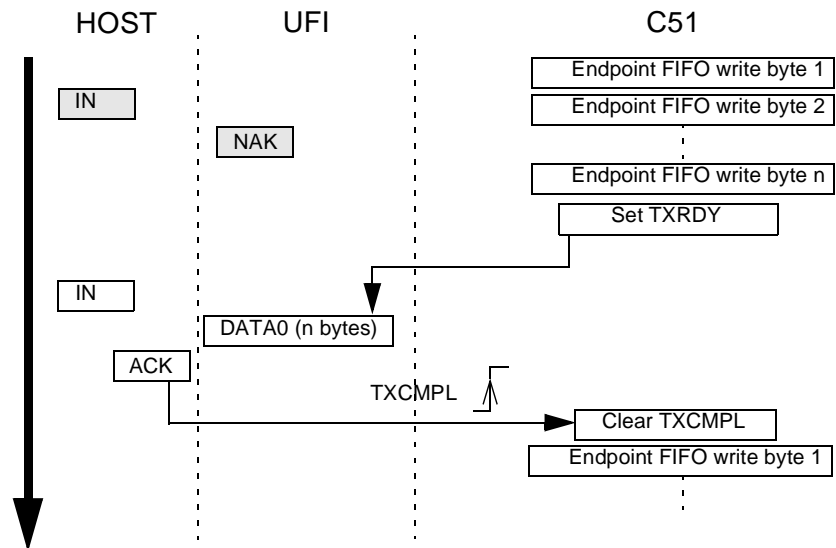 HOST UFI C51
Endpoint FIFO write byte 1
IN
Endpoint FIFO write byte 2
NAK
Endpoint FIFO write byte n
Set TXRDY
IN
DATA0 (n bytes)
ACK
TXCMPL
Clear TXCMPL
Endpoint FIFO write byte 1